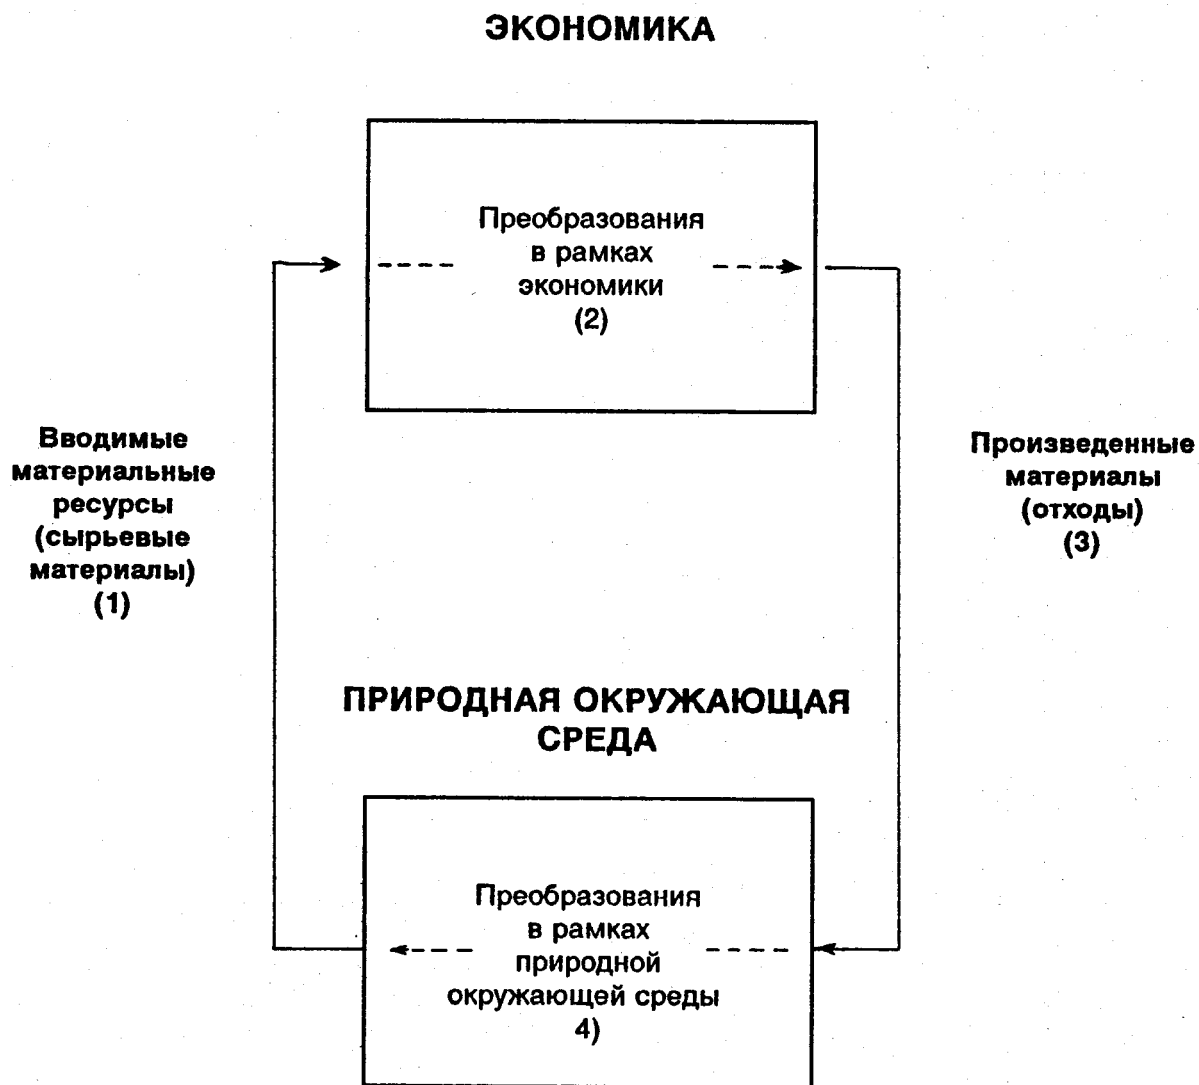 ЭКОНОМИКА
Преобразования
в рамках
экономики
(2)
Вводимые
материальные
ресурсы
(сырьевые
материалы)
(1)
Произведенные
материалы
(отходы)
(3)
ПРИРОДНАЯ ОКРУЖАЮЩАЯ
СРЕДА
Преобразования
в рамках
природной
окружающей среды
4)